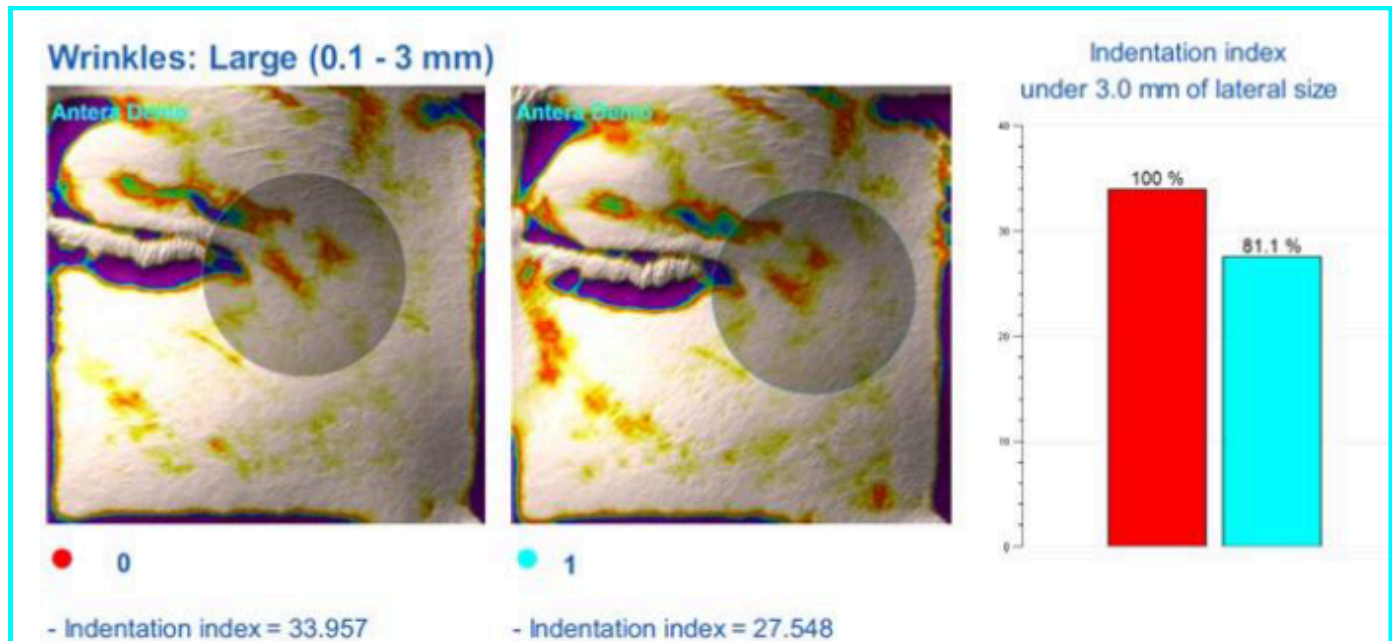 Wrinkles: Large (0.1 - 3 mm)
Antera Demo
Antera Demo
0
1
- Indentation index = 33.957
- Indentation index = 27.548
Indentation index
under 3.0 mm of lateral size
40
30
20
10
0
100 %
81.1 %